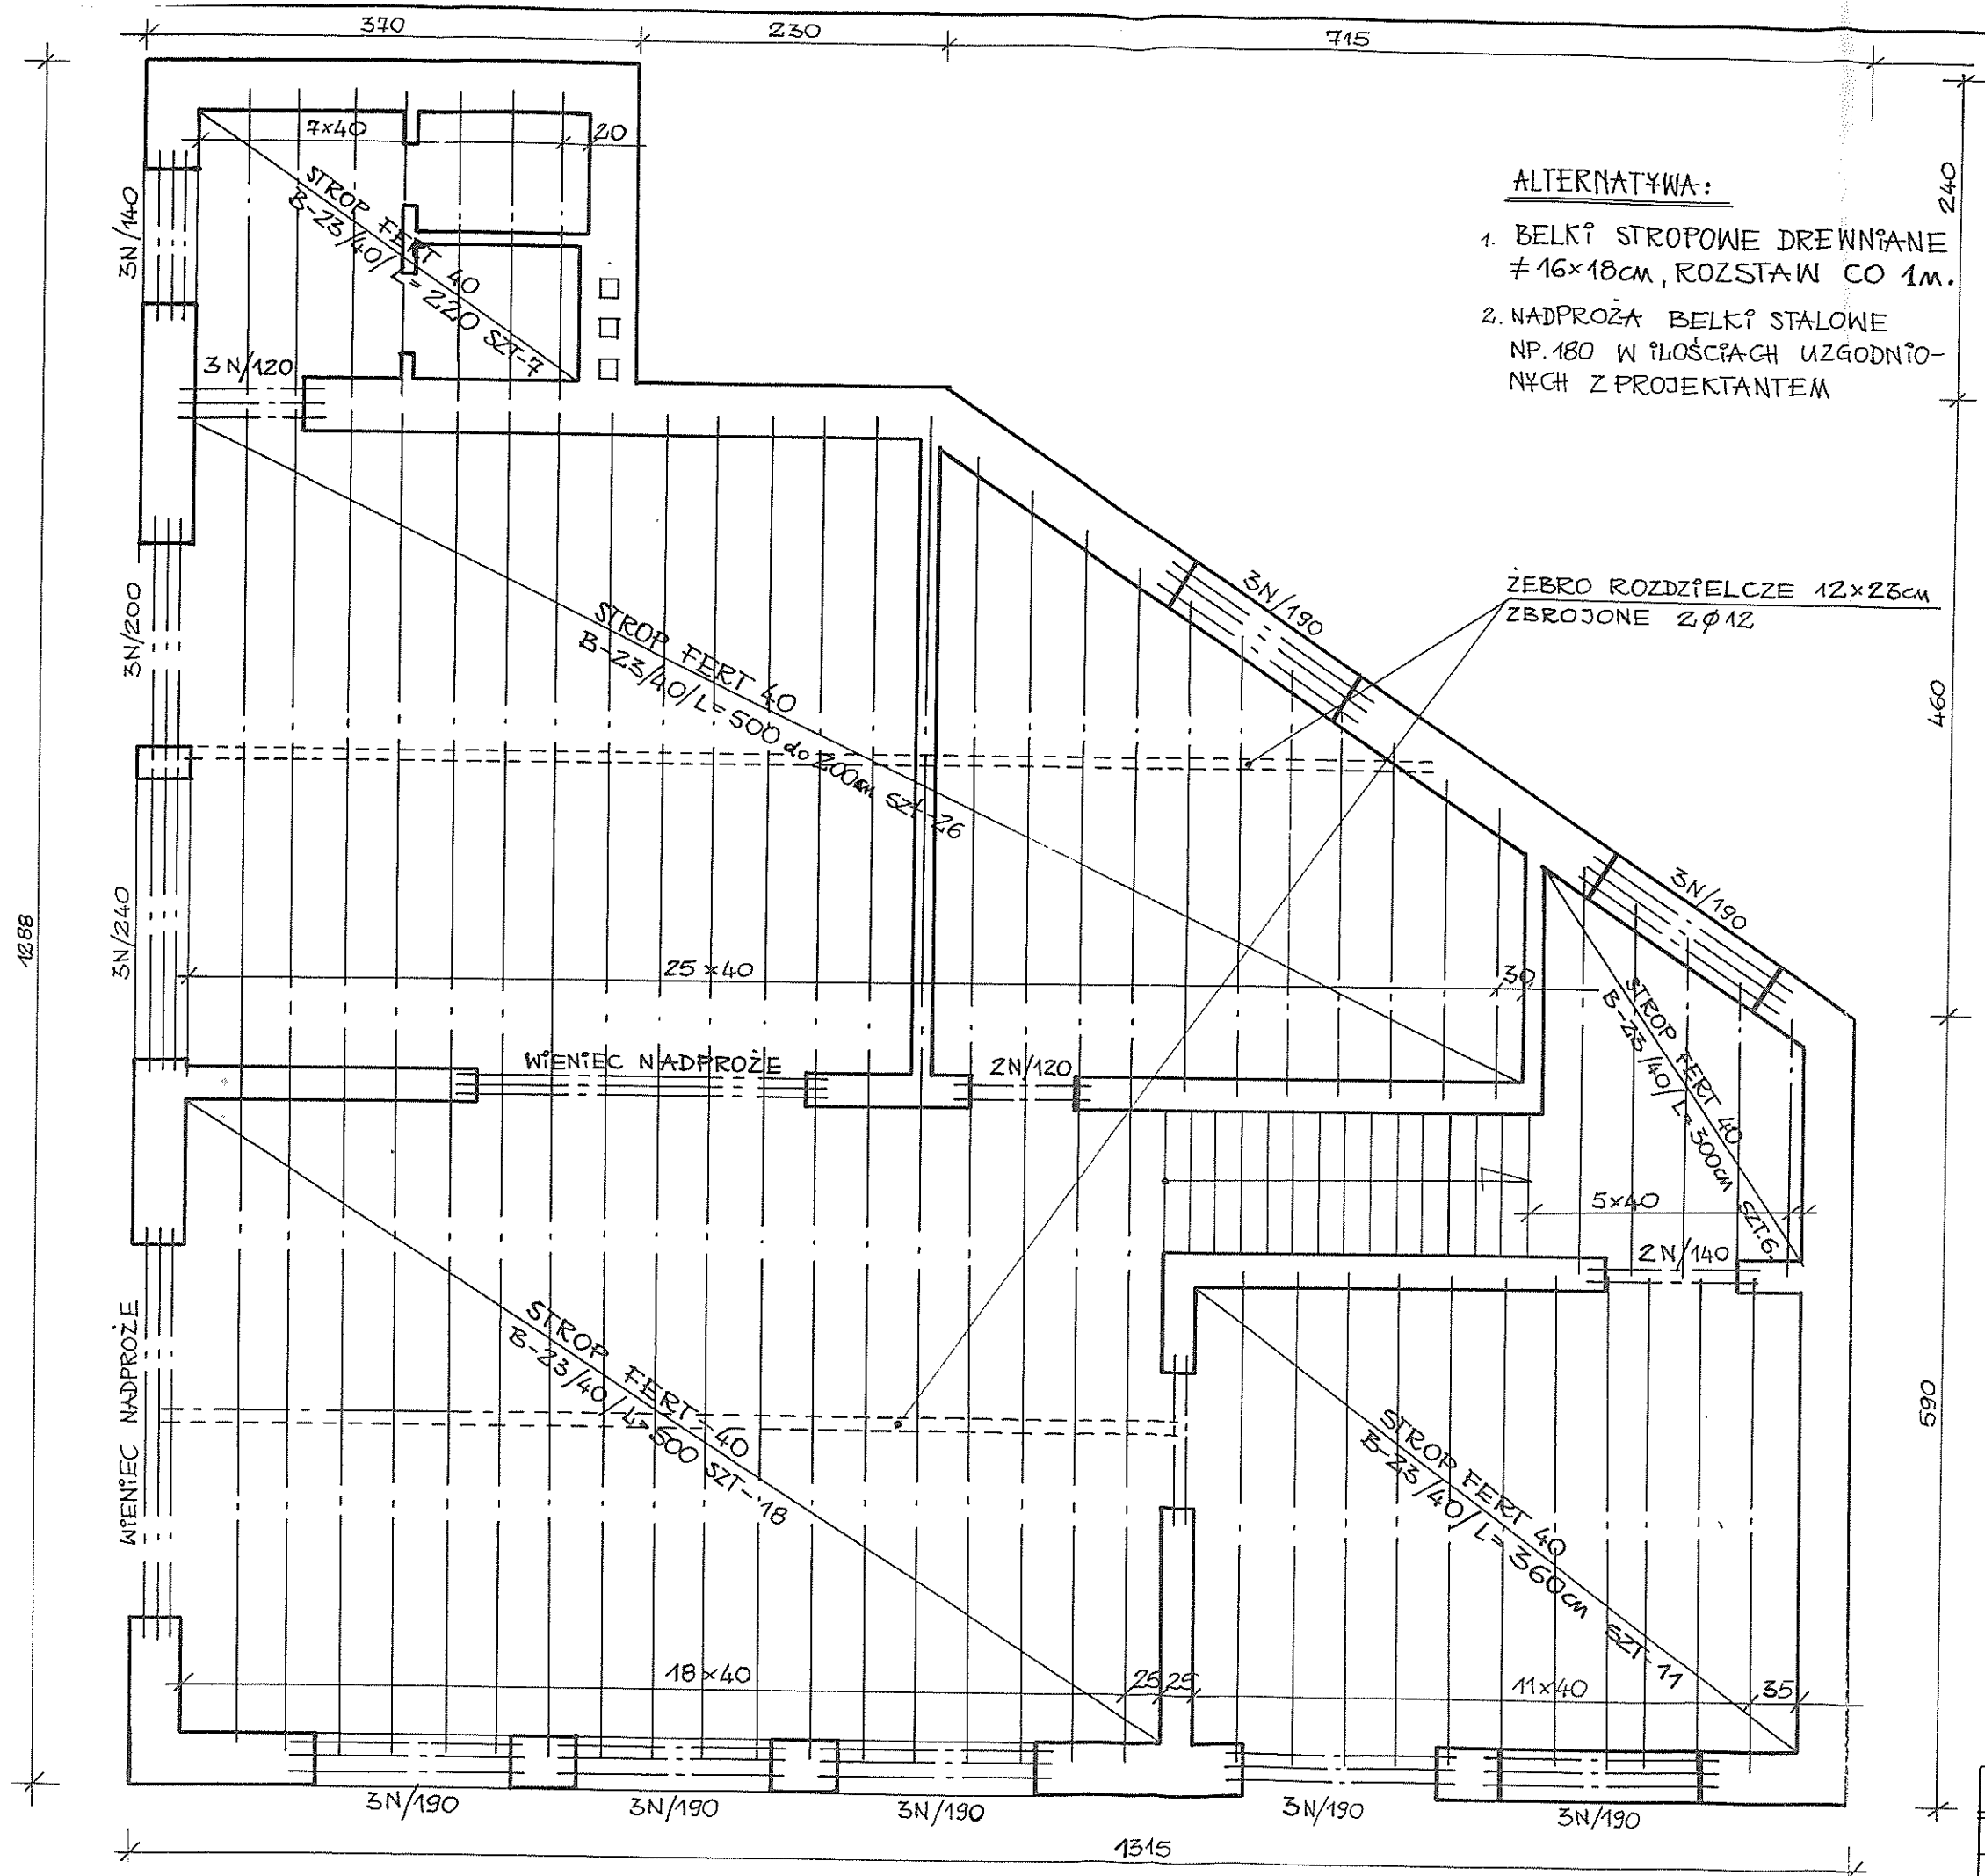 370
230
715
7×40
20
240
ALTERNATYWA:
1. BELKI STROPOWE DREWNIANE
≠ 16×18CM, ROZSTAW CO 1M.
2. NADPROŻA BELKI STALOWE
NP. 180 W ILOŚCIACH UZGODNIO-
NYCH Z PROJEKTANTEM
3N/140
STROP FERT 40
B-23/40/L=220 SZT-7
3N/120
3N/190
ŻEBRO ROZDZIELCZE 12×23CM
ZBROJONE 2φ12
3N/200
STROP FERT 40
B-23/40/L=500 do 200cm SZT-26
460
3N/190
3N/240
1288
25×40
30
STROP FERT 40
B-23/40/L=300CM SZT.6.
WIENIEC NADPROŻE
2N/120
5×40
2N/140
WIENIEC NADPROŻE
STROP FERT-40
B-23/40/L=500 SZT-18
STROP FERT 40
B-23/40/L=360CM SZT-11
590
18×40
25
25
11×40
35
3N/190
3N/190
3N/190
3N/190
3N/190
1315